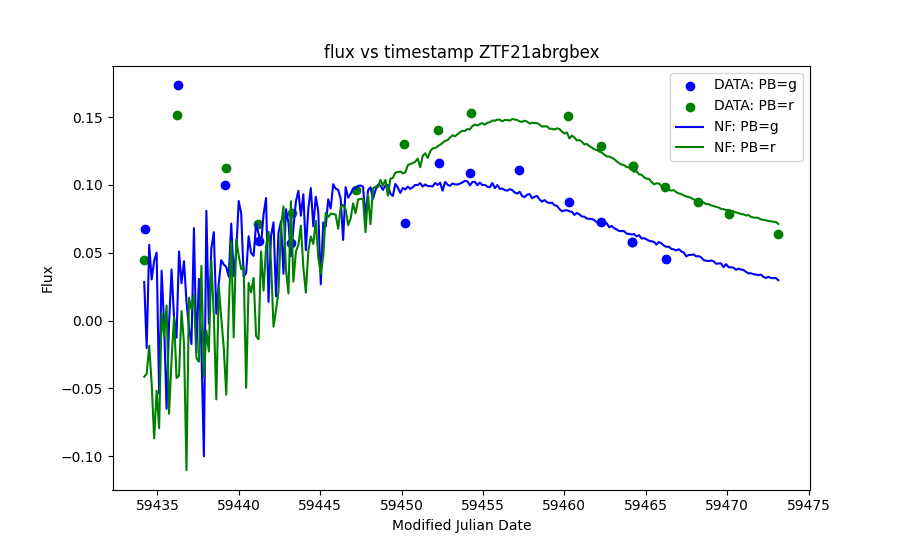 flux vs timestamp ZTF21abrgbex
DATA: PB=g
DATA: PB=r
NF: PB=g
NF: PB=r
Flux
0.15
0.10
0.05
0.00
−0.05
−0.10
59435 59440 59445 59450 59455 59460 59465 59470 59475
Modified Julian Date